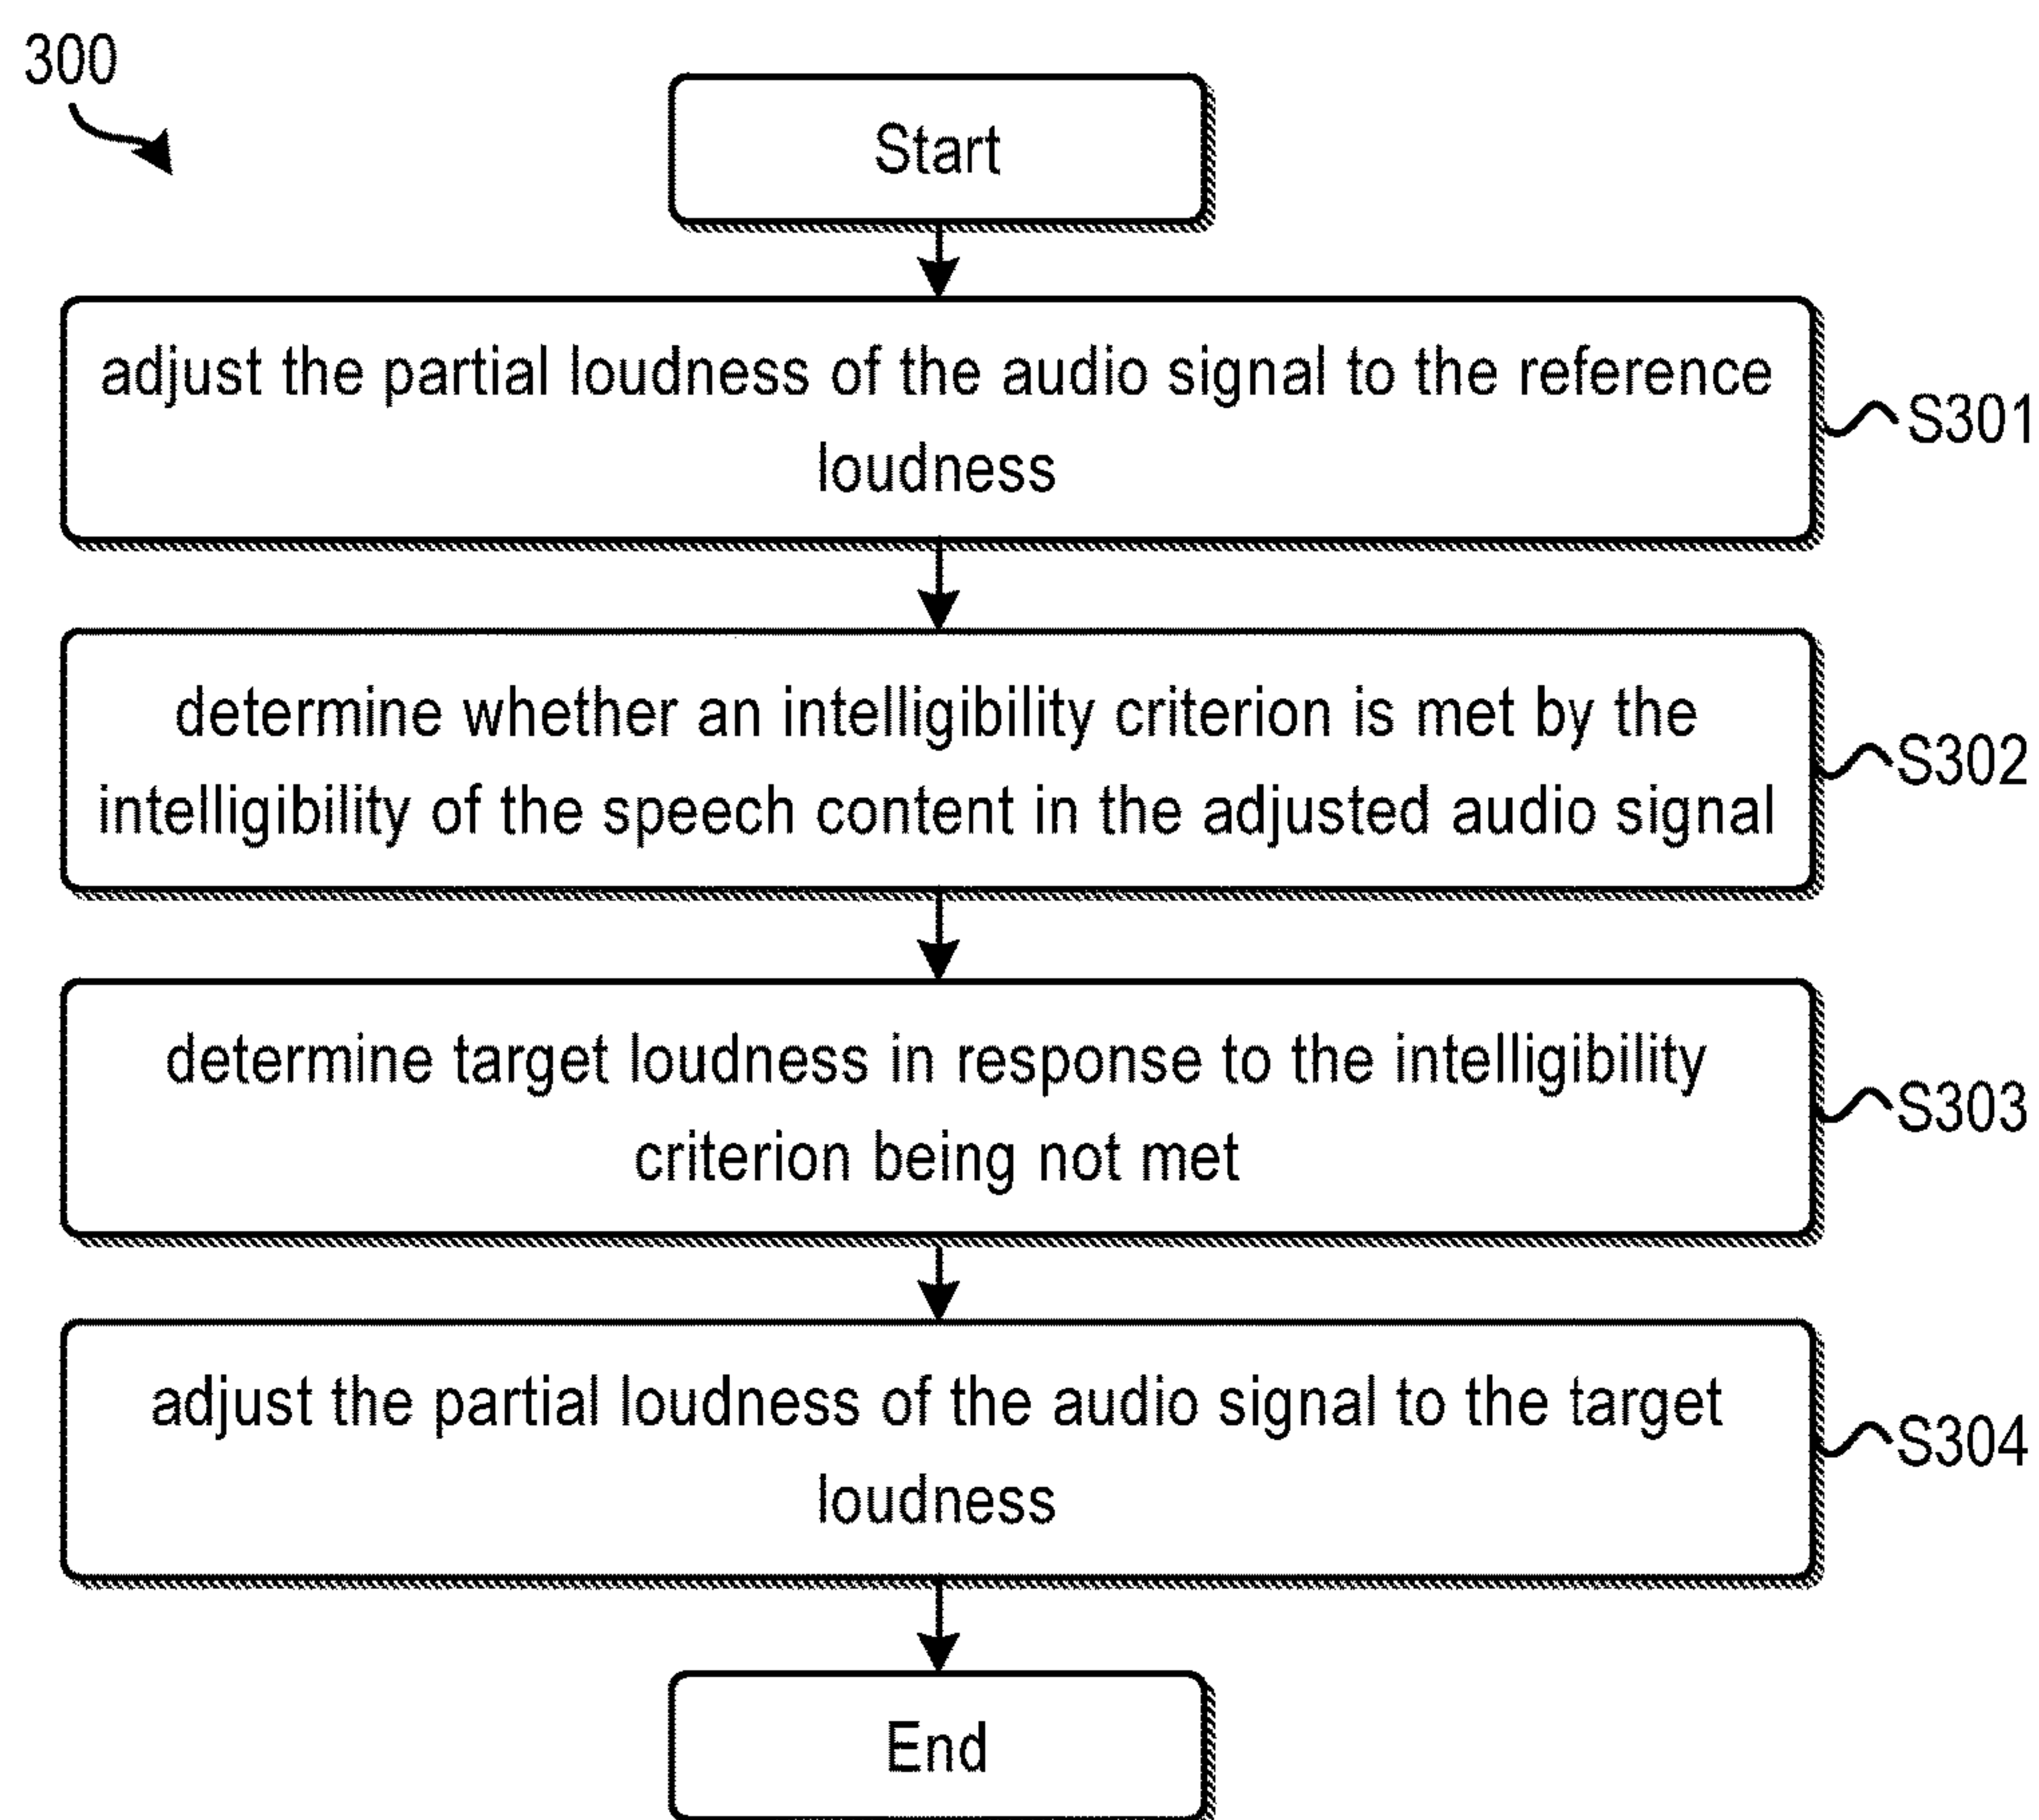 300
Start
adjust the partial loudness of the audio signal to the reference
loudness
S301
determine whether an intelligibility criterion is met by the
intelligibility of the speech content in the adjusted audio signal
S302
determine target loudness in response to the intelligibility
criterion being not met
S303
adjust the partial loudness of the audio signal to the target
loudness
S304
End